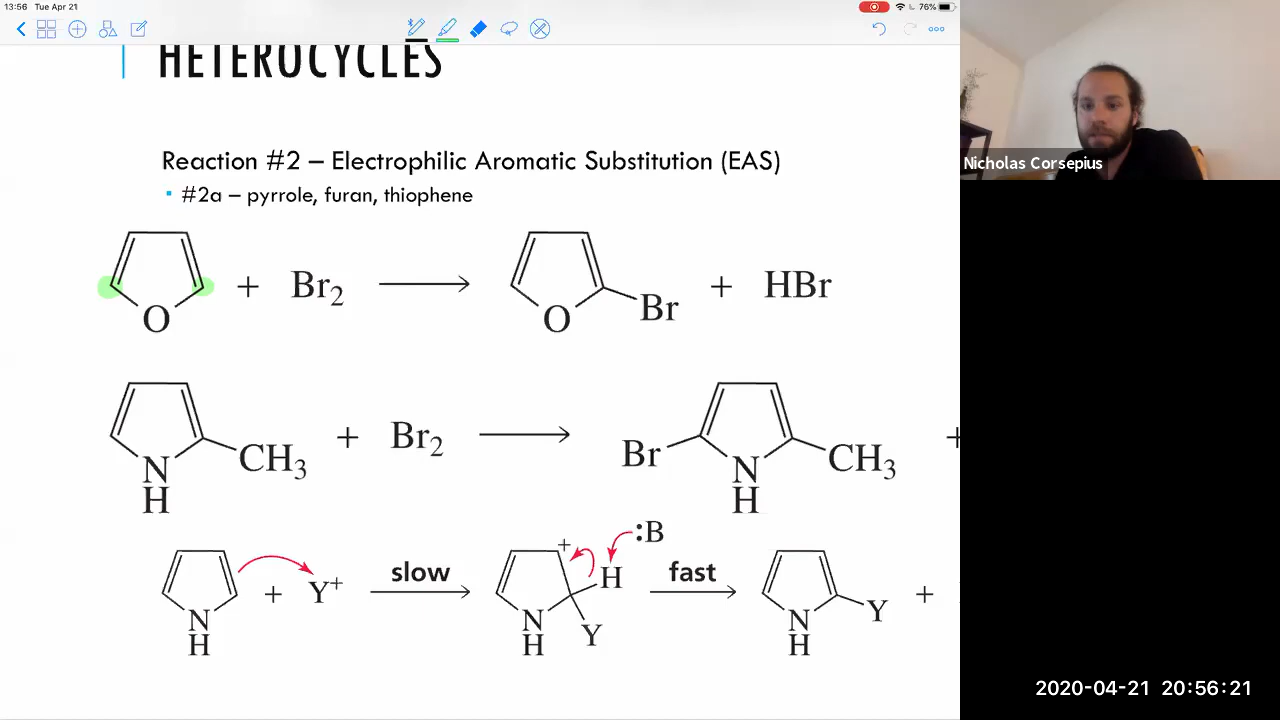 13:56 Tue Apr 21 76%
HETEROCYCLES
Nicholas Corsepius
Reaction #2 – Electrophilic Aromatic Substitution (EAS)
▪ #2a – pyrrole, furan, thiophene
O + Br₂ → O Br + HBr
N H CH₃ + Br₂ → Br N H CH₃ +
N H + Y⁺ slow → N H + H Y :B fast → N H Y +
2020-04-21 20:56:21